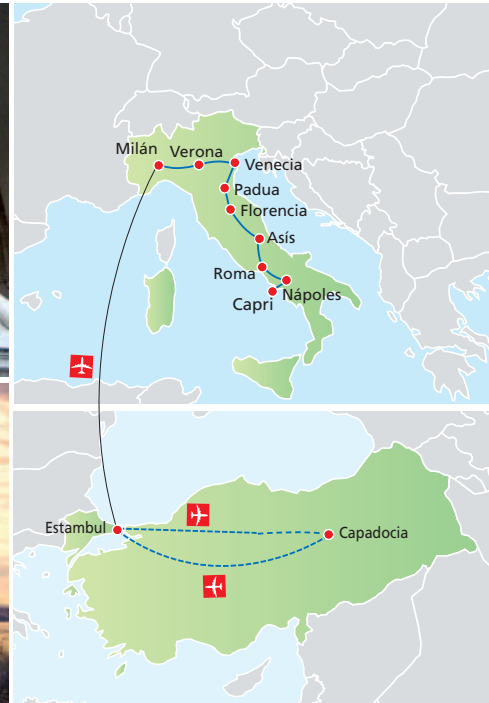 Milán
Verona
Venecia
Padua
Florencia
Asís
Roma
Capri
Nápoles
Estambul
Capadocia